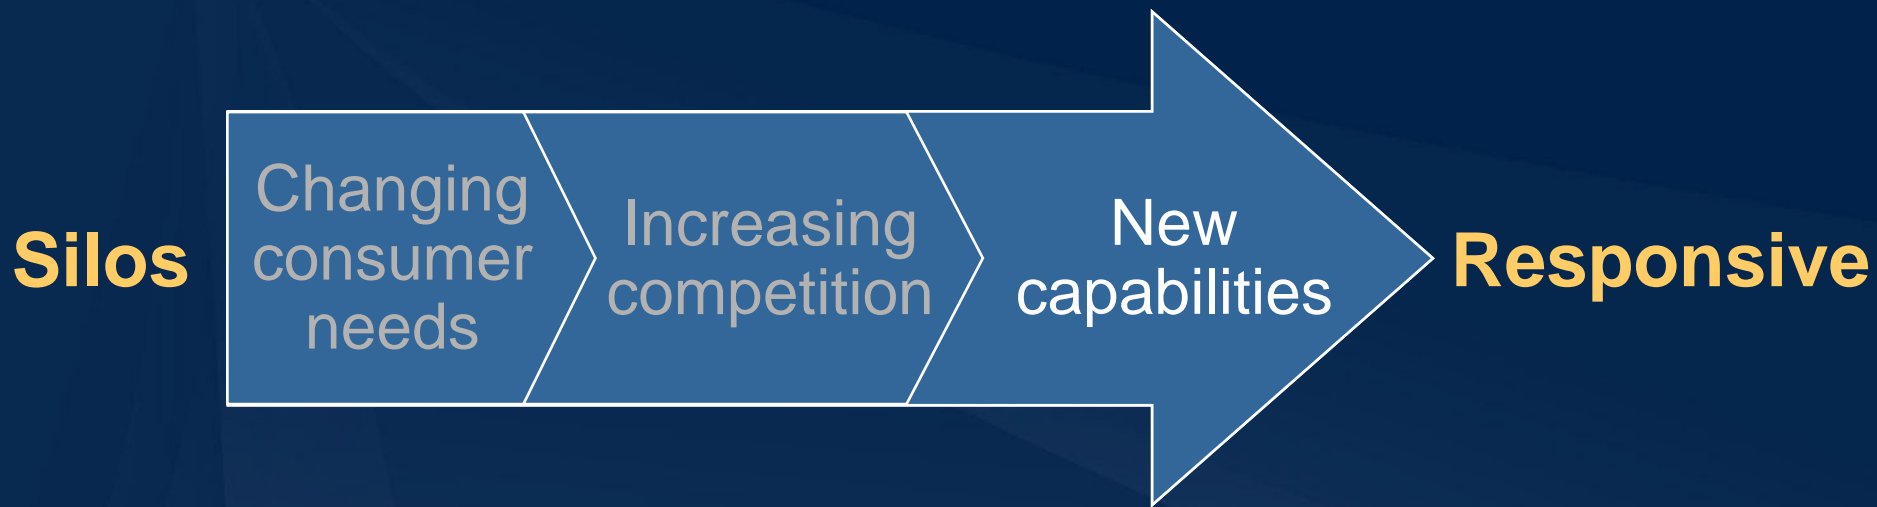 Silos
Changing
consumer
needs
Increasing
competition
New
capabilities
Responsive